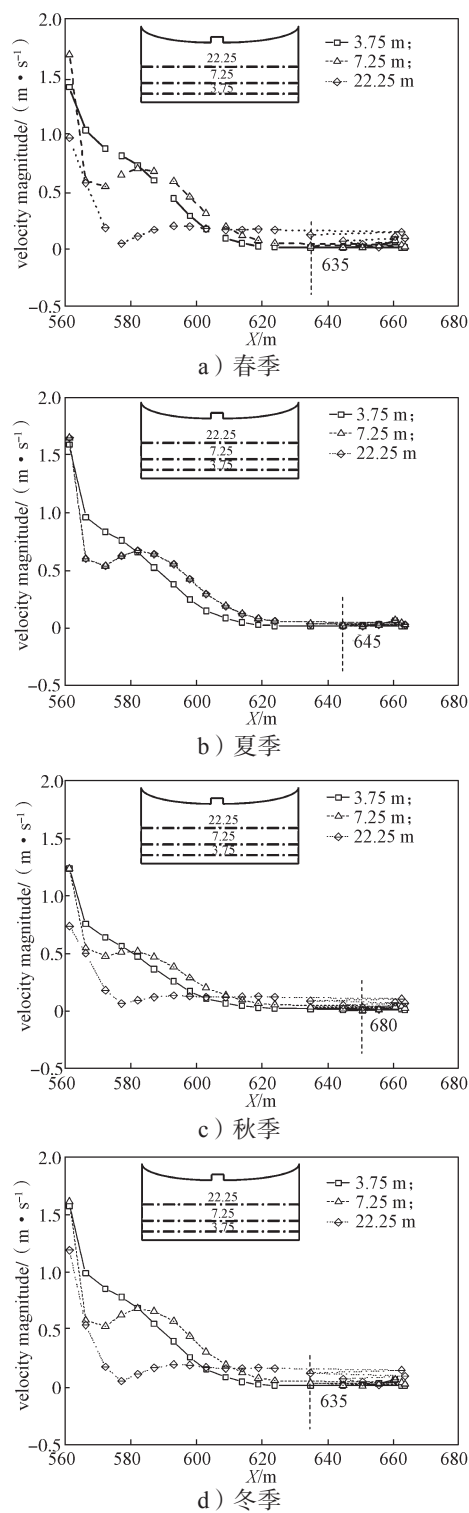 2.0
1.5
1.0
0.5
0
−0.5
velocity magnitude/（m·s⁻¹）
22.25
7.25
3.75
3.75 m；
7.25 m；
22.25 m
635
560 580 600 620 640 660 680
X/m
a）春季
2.0
1.5
1.0
0.5
0
−0.5
velocity magnitude/（m·s⁻¹）
22.25
7.25
3.75
3.75 m；
7.25 m；
22.25 m
645
560 580 600 620 640 660 680
X/m
b）夏季
2.0
1.5
1.0
0.5
0
−0.5
velocity magnitude/（m·s⁻¹）
22.25
7.25
3.75
3.75 m；
7.25 m；
22.25 m
680
560 580 600 620 640 660 680
X/m
c）秋季
2.0
1.5
1.0
0.5
0
−0.5
velocity magnitude/（m·s⁻¹）
22.25
7.25
3.75
3.75 m；
7.25 m；
22.25 m
635
560 580 600 620 640 660 680
X/m
d）冬季